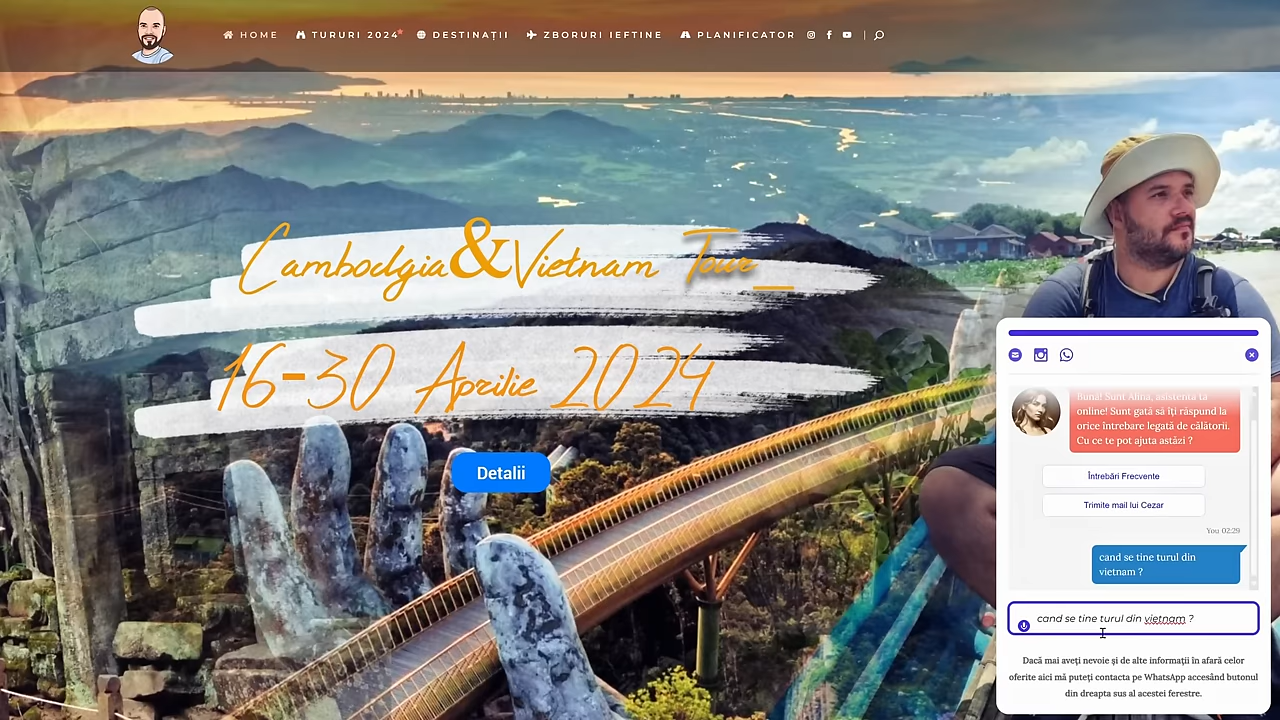 HOME TURURI 2024* DESTINAȚII ZBORURI IEFTINE PLANIFICATOR
Cambodgia&Vietnam Tour_
16-30 Aprilie 2024
Detalii
Bună! Sunt Alina, asistenta ta
online! Sunt gată să îți răspund la
orice întrebare legată de călătorii.
Cu ce te pot ajuta astăzi ?
Întrebări Frecvente
Trimite mail lui Cezar
You 02:29
cand se tine turul din
vietnam ?
cand se tine turul din vietnam ?
Dacă mai aveți nevoie și de alte informații în afară celor
oferite aici mă puteți contacta pe WhatsApp accesând butonul
din dreapta sus al acestei ferestre.